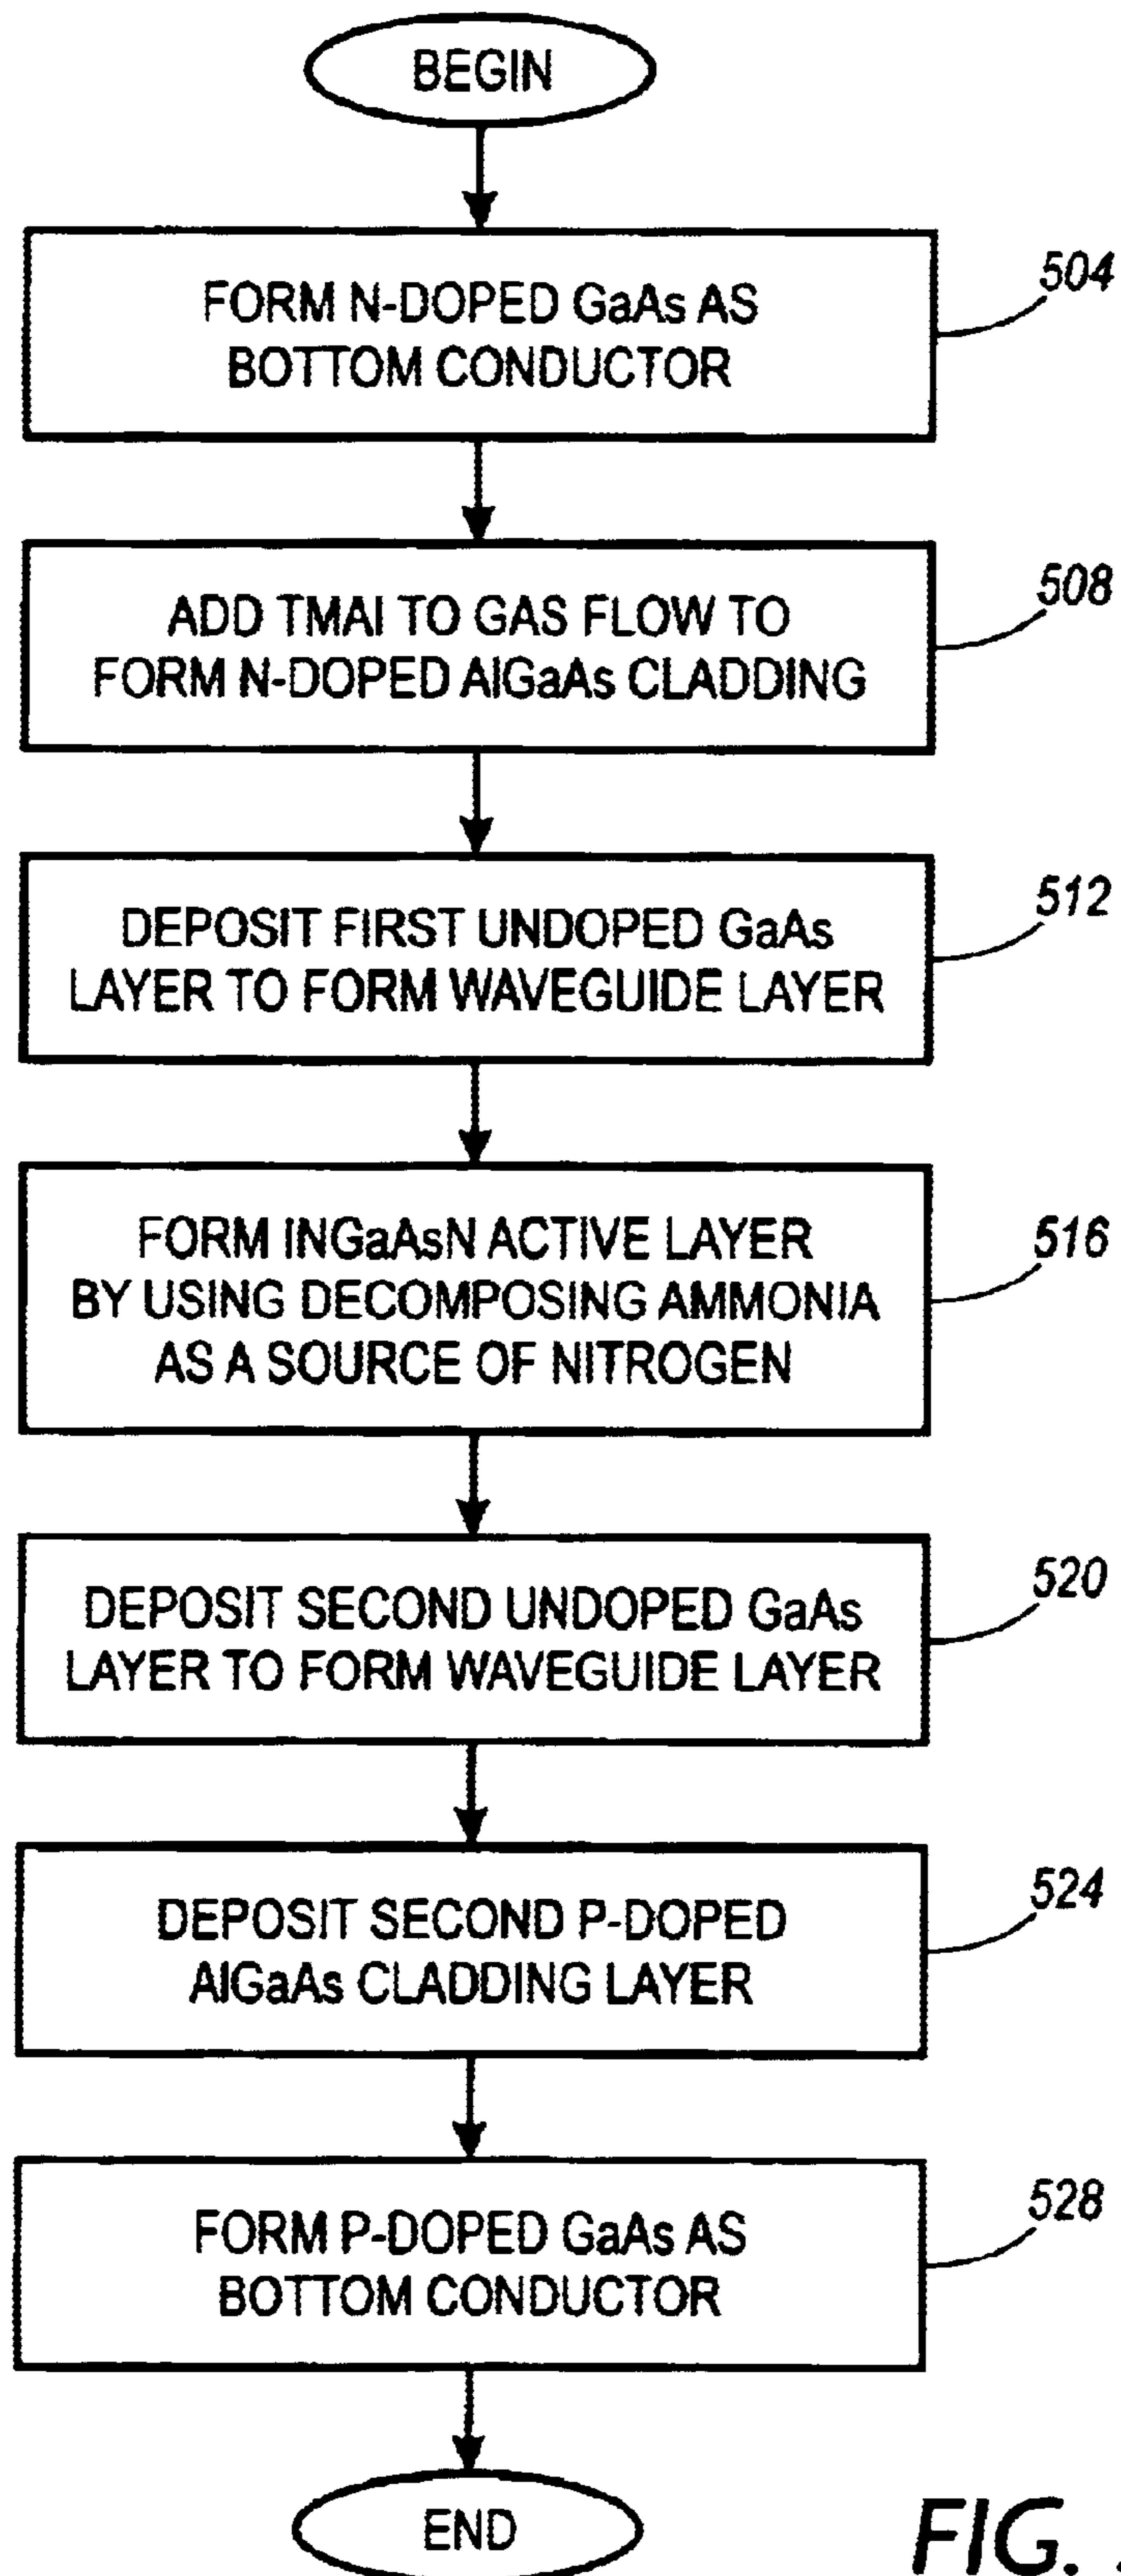 BEGIN
FORM N-DOPED GaAs AS
BOTTOM CONDUCTOR
504
ADD TMAI TO GAS FLOW TO
FORM N-DOPED AlGaAs CLADDING
508
DEPOSIT FIRST UNDOPED GaAs
LAYER TO FORM WAVEGUIDE LAYER
512
FORM INGaAsN ACTIVE LAYER
BY USING DECOMPOSING AMMONIA
AS A SOURCE OF NITROGEN
516
DEPOSIT SECOND UNDOPED GaAs
LAYER TO FORM WAVEGUIDE LAYER
520
DEPOSIT SECOND P-DOPED
AlGaAs CLADDING LAYER
524
FORM P-DOPED GaAs AS
BOTTOM CONDUCTOR
528
END
FIG.